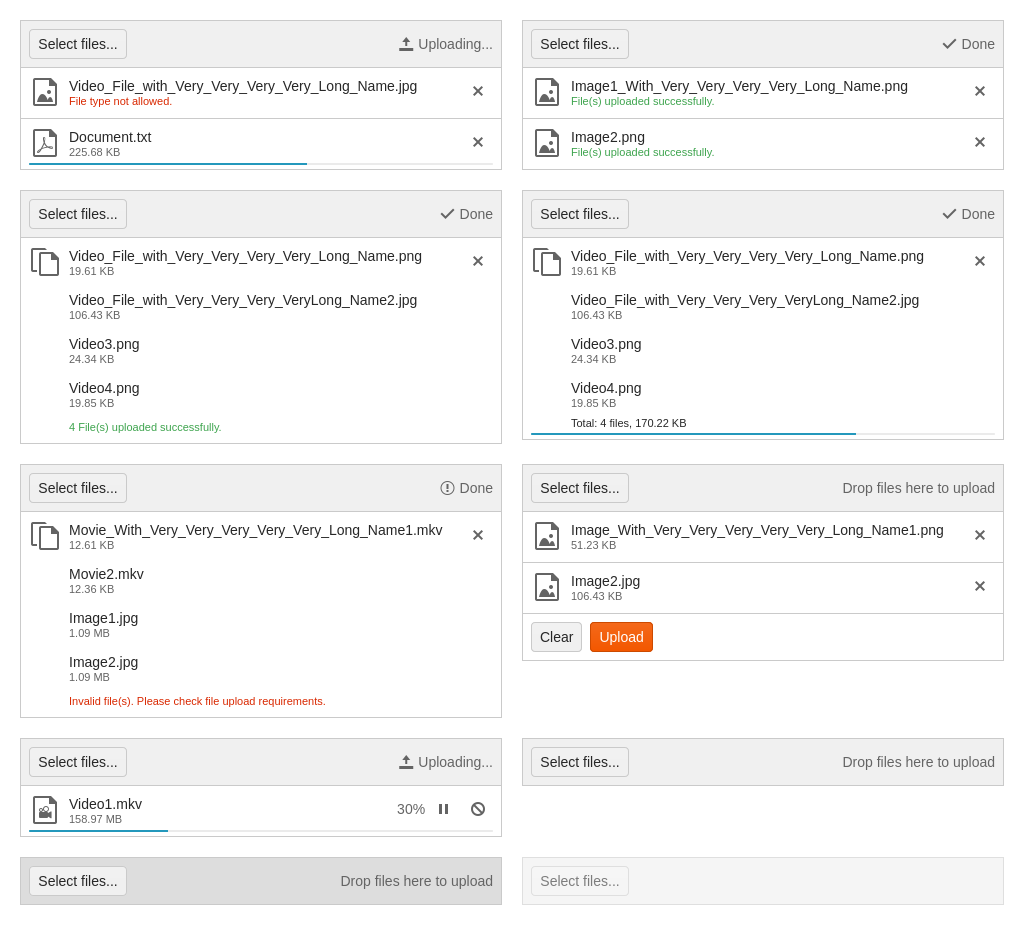 Select files...
Uploading...
Video_File_with_Very_Very_Very_Very_Long_Name.jpg
File type not allowed.
Document.txt
225.68 KB
Select files...
Done
Image1_With_Very_Very_Very_Very_Long_Name.png
File(s) uploaded successfully.
Image2.png
File(s) uploaded successfully.
Select files...
Done
Video_File_with_Very_Very_Very_Very_Long_Name.png
19.61 KB
Video_File_with_Very_Very_Very_VeryLong_Name2.jpg
106.43 KB
Video3.png
24.34 KB
Video4.png
19.85 KB
4 File(s) uploaded successfully.
Select files...
Done
Video_File_with_Very_Very_Very_Very_Long_Name.png
19.61 KB
Video_File_with_Very_Very_Very_VeryLong_Name2.jpg
106.43 KB
Video3.png
24.34 KB
Video4.png
19.85 KB
Total: 4 files, 170.22 KB
Select files...
Done
Movie_With_Very_Very_Very_Very_Very_Long_Name1.mkv
12.61 KB
Movie2.mkv
12.36 KB
Image1.jpg
1.09 MB
Image2.jpg
1.09 MB
Invalid file(s). Please check file upload requirements.
Select files...
Drop files here to upload
Image_With_Very_Very_Very_Very_Very_Long_Name1.png
51.23 KB
Image2.jpg
106.43 KB
Clear
Upload
Select files...
Uploading...
Video1.mkv
158.97 MB
30%
Select files...
Drop files here to upload
Select files...
Drop files here to upload
Select files...